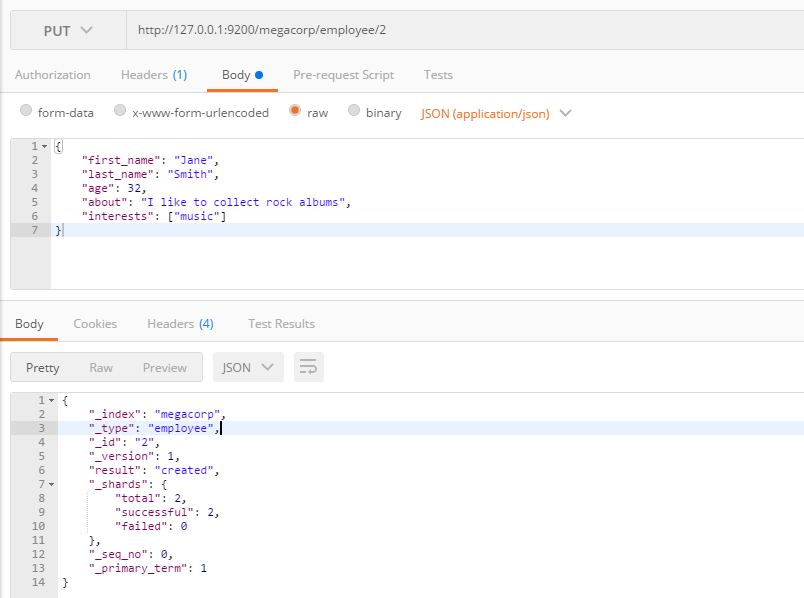 PUT http://127.0.0.1:9200/megacorp/employee/2
Authorization Headers (1) Body Pre-request Script Tests
form-data x-www-form-urlencoded raw binary JSON (application/json)
1 {
2 "first_name": "Jane",
3 "last_name": "Smith",
4 "age": 32,
5 "about": "I like to collect rock albums",
6 "interests": ["music"]
7 }
Body Cookies Headers (4) Test Results
Pretty Raw Preview JSON
1 {
2 "_index": "megacorp",
3 "_type": "employee",
4 "_id": "2",
5 "_version": 1,
6 "result": "created",
7 "_shards": {
8 "total": 2,
9 "successful": 2,
10 "failed": 0
11 },
12 "_seq_no": 0,
13 "_primary_term": 1
14 }